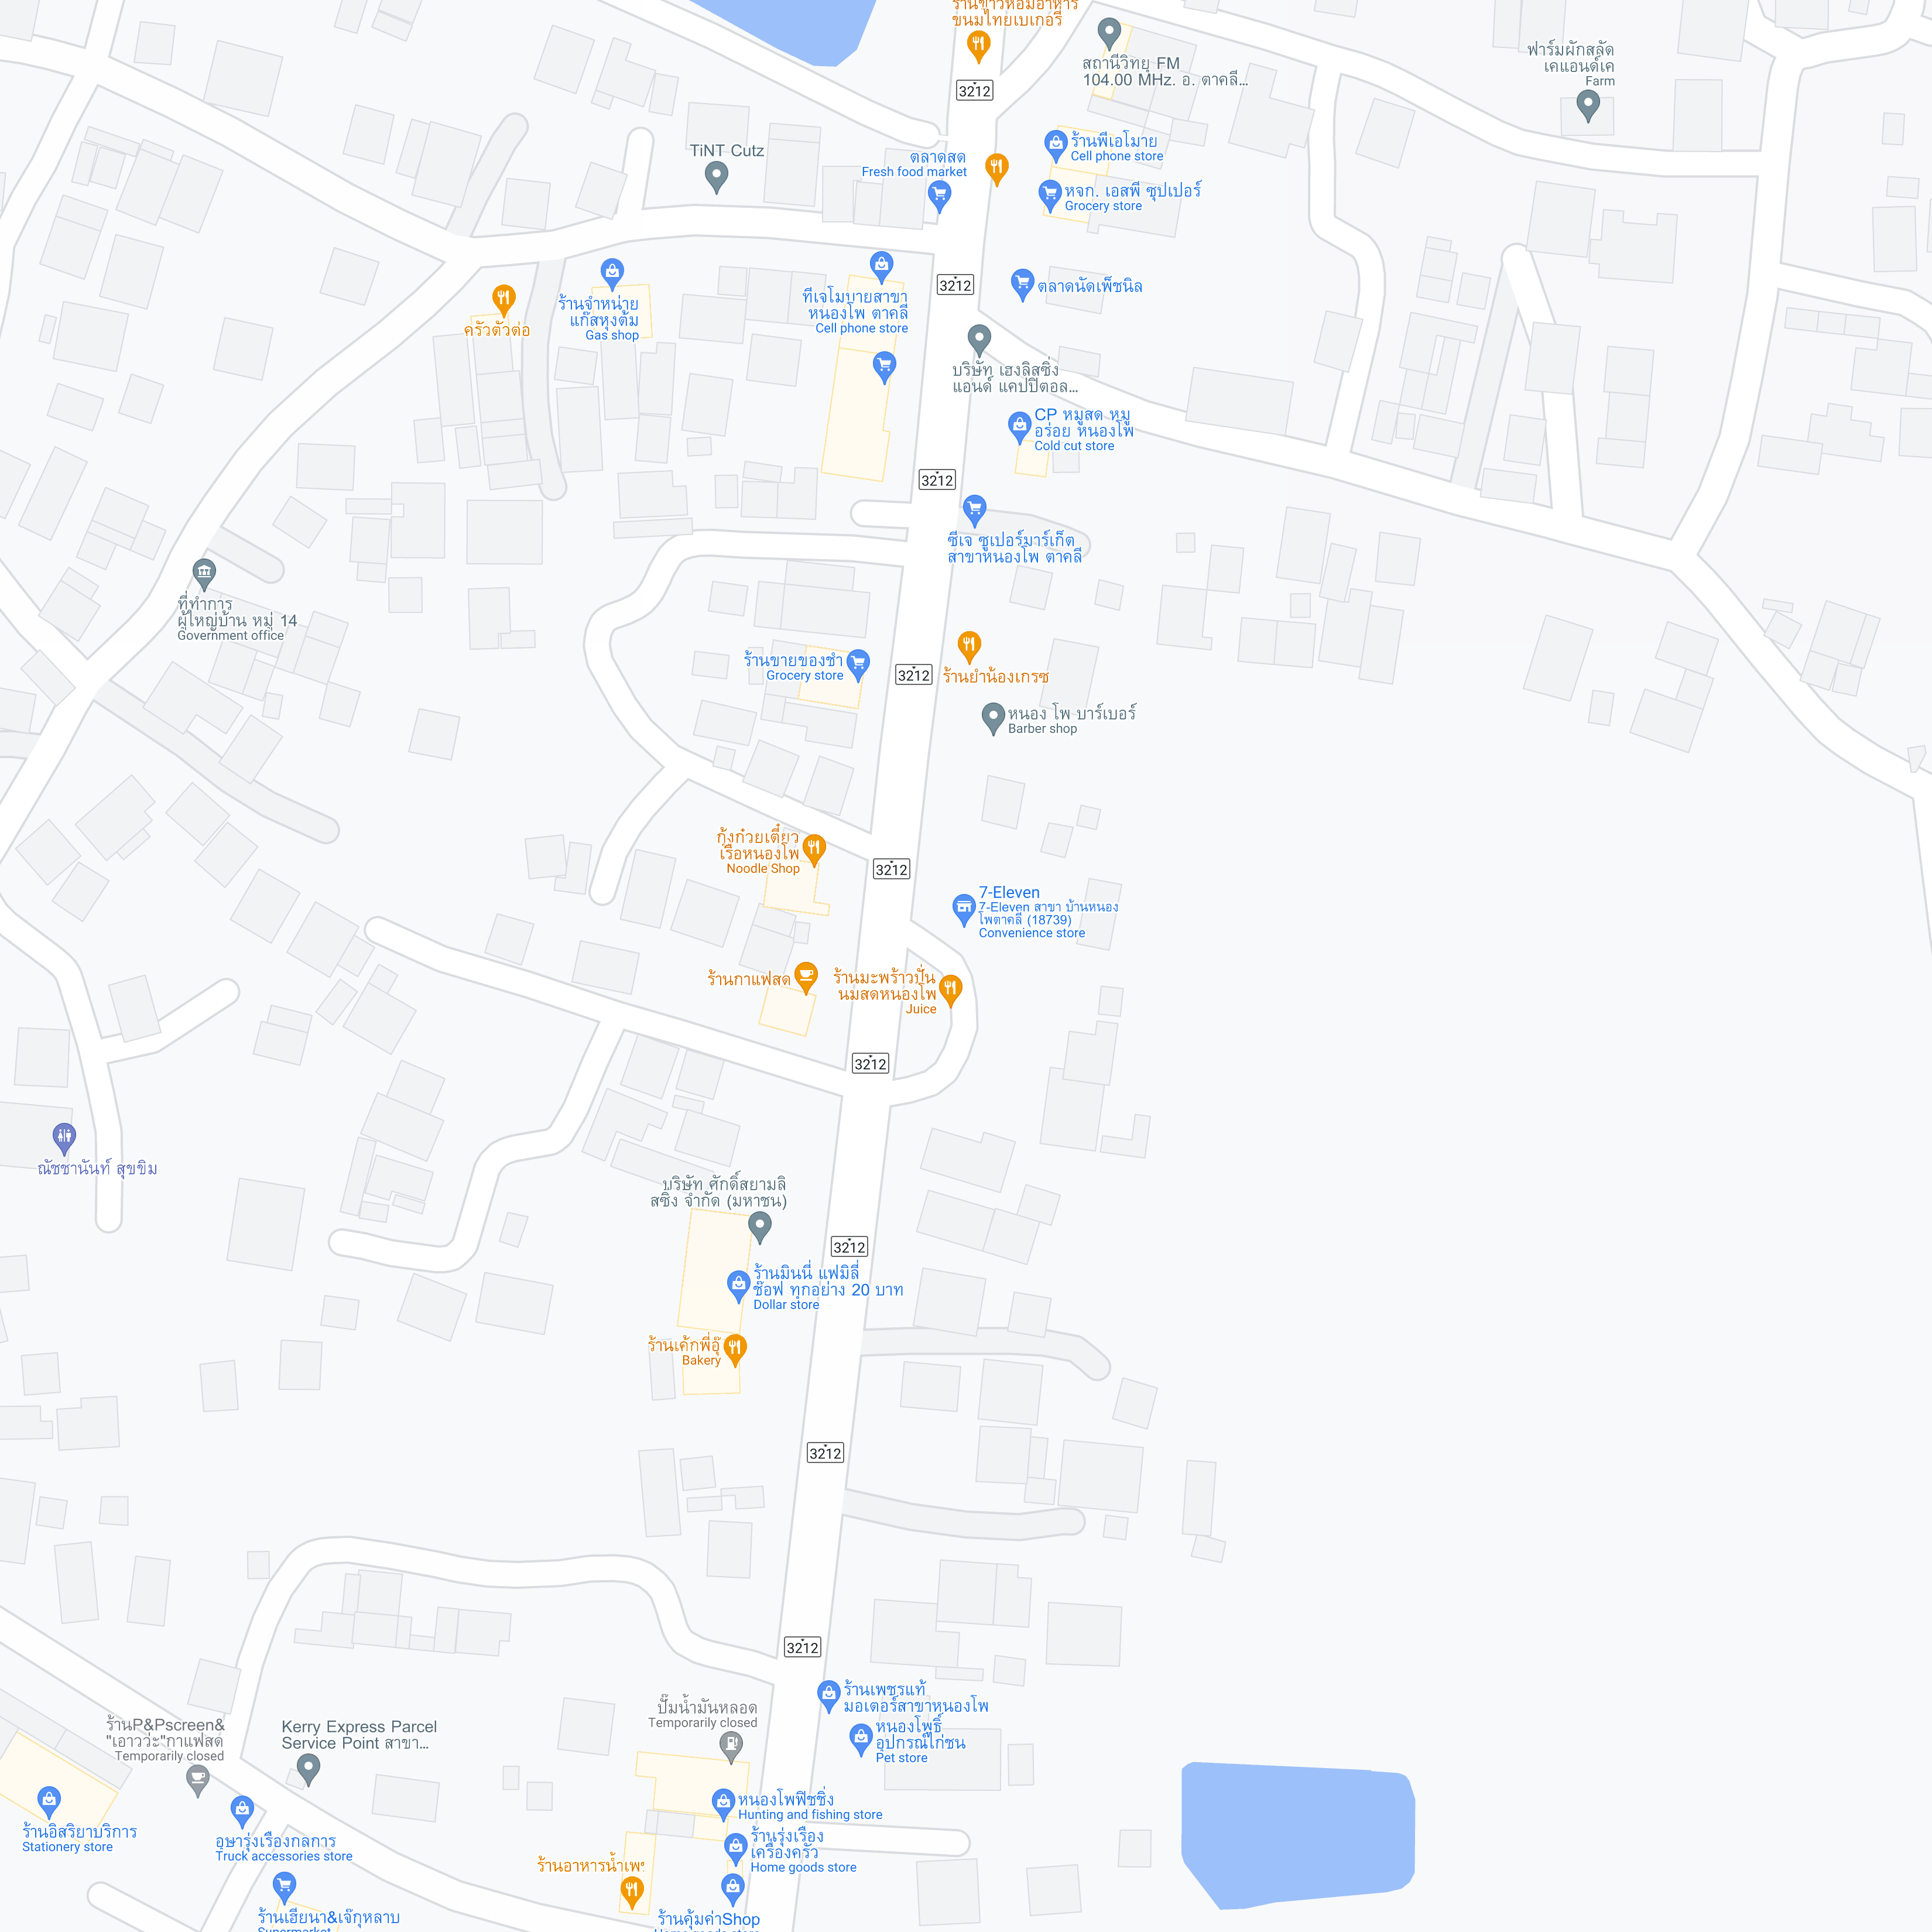 ร้านข้าวหอมอาหาร
ขนมไทยเบเกอรี่
3212
สถานีวิทยุ FM
104.00 MHz. อ. ตาคลี...
ฟาร์มผักสลัด
เคแอนด์เค
Farm
TiNT Cutz
ตลาดสด
Fresh food market
ร้านพีเอโมาย
Cell phone store
หจก. เอสพี ซุปเปอร์
Grocery store
3212
ตลาดนัดเพ็ชนิล
ครัวตัวต่อ
ร้านจำหน่าย
แก๊สหุงต้ม
Gas shop
ทีเจโมบายสาขา
หนองโพ ตาคลี
Cell phone store
บริษัท เฮงลิสซิ่ง
แอนด์ แคปปิตอล...
CP หมูสด หมู
อร่อย หนองโพ
Cold cut store
3212
ซีเจ ซูเปอร์มาร์เก็ต
สาขาหนองโพ ตาคลี
ที่ทำการ
ผู้ใหญ่บ้าน หมู่ 14
Government office
ร้านขายของชำ
Grocery store
3212
ร้านยำน้องเกรซ
หนอง โพ บาร์เบอร์
Barber shop
กุ้งก๋วยเตี๋ยว
เรือหนองโพ
Noodle Shop
3212
7-Eleven
7-Eleven สาขา บ้านหนอง
โพตาคลี (18739)
Convenience store
ร้านกาแฟสด
ร้านมะพร้าวปั่น
นมสดหนองโพ
Juice
3212
ณัชชานันท์ สุขขิม
บริษัท ศักดิ์สยามลิ
สซิ่ง จำกัด (มหาชน)
3212
ร้านมินนี่ แฟมิลี่
ช๊อฟ ทุกอย่าง 20 บาท
Dollar store
ร้านเค้กพี่อุ๊
Bakery
3212
3212
ร้านเพชรแท้
มอเตอร์สาขาหนองโพ
ปั๊มน้ำมันหลอด
Temporarily closed
หนองโพธิ์
อุปกรณ์ไก่ชน
Pet store
ร้านP&Pscreen&
"เอาวว่ะ"กาแฟสด
Temporarily closed
Kerry Express Parcel
Service Point สาขา...
หนองโพฟิชชิ่ง
Hunting and fishing store
ร้านอิสริยาบริการ
Stationery store
อุษารุ่งเรืองกลการ
Truck accessories store
ร้านรุ่งเรือง
เครื่องครัว
Home goods store
ร้านอาหารน้ำเพ
ร้านเฮียนา&เจ๊กุหลาบ
Supermarket
ร้านคุ้มค่าShop
Home goods store